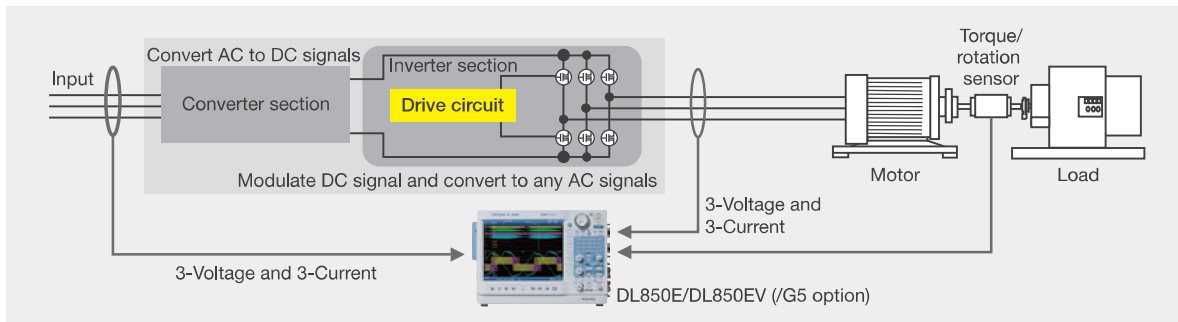 Input
Convert AC to DC signals
Converter section
Inverter section
Drive circuit
Modulate DC signal and convert to any AC signals
Torque/
rotation
sensor
Motor
Load
3-Voltage and
3-Current
3-Voltage and 3-Current
DL850E/DL850EV (/G5 option)